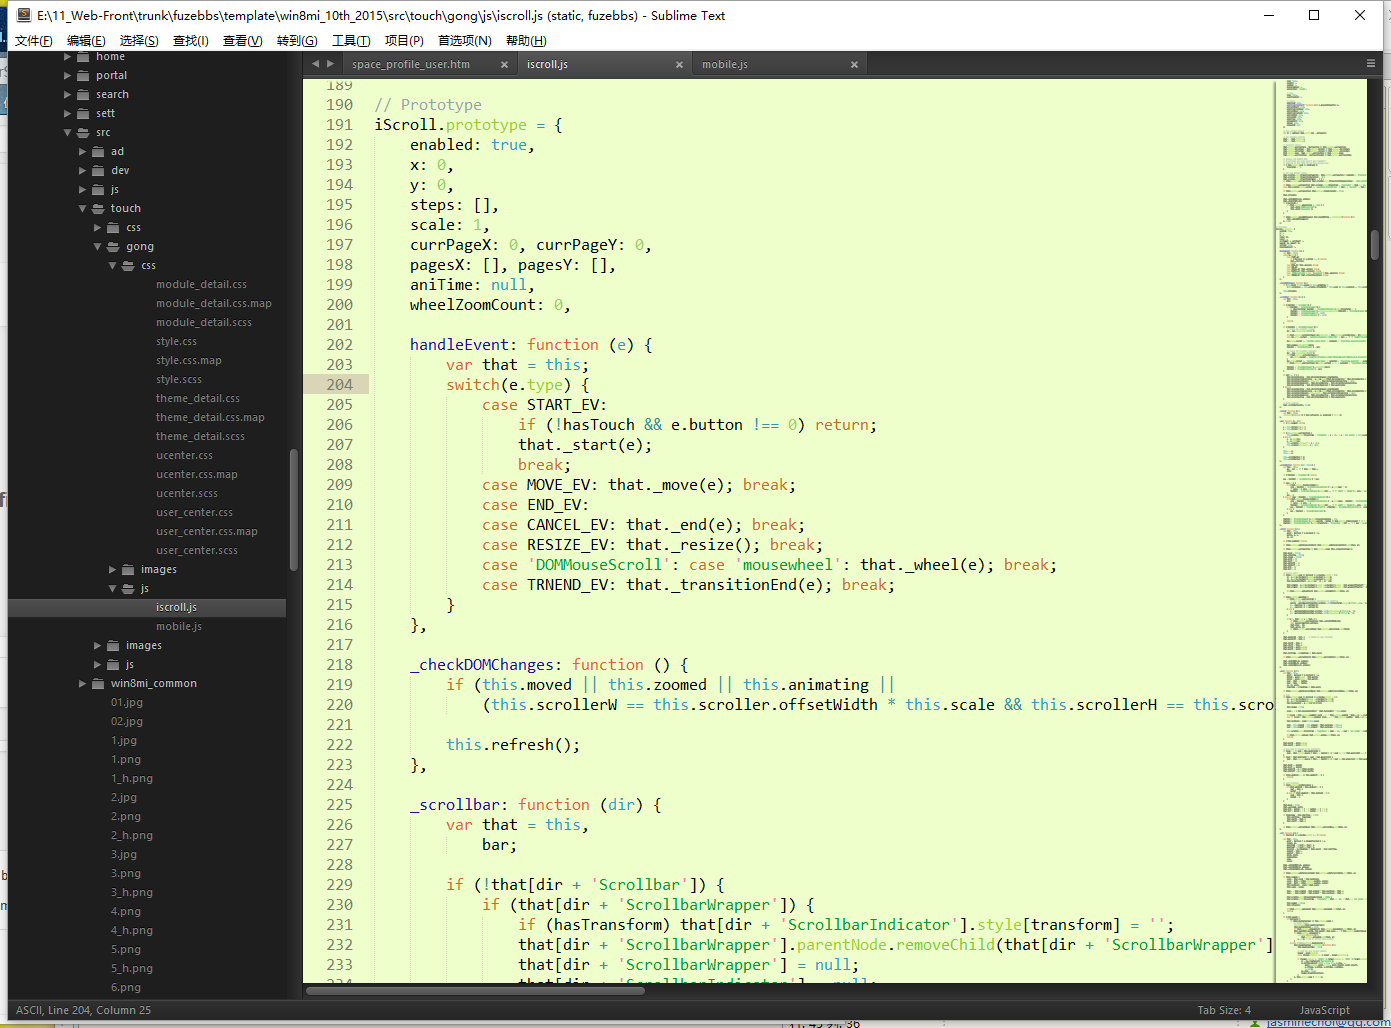 E:\11_Web-Front\trunk\fuzebbs\template\win8mi_10th_2015\src\touch\gong\js\iscroll.js (static, fuzebbs) - Sublime Text
文件(F) 编辑(E) 选择(S) 查找(I) 查看(V) 转到(G) 工具(T) 项目(P) 首选项(N) 帮助(H)
home
portal
search
sett
src
ad
dev
js
touch
css
gong
css
module_detail.css
module_detail.css.map
module_detail.scss
style.css
style.css.map
style.scss
theme_detail.css
theme_detail.css.map
theme_detail.scss
ucenter.css
ucenter.css.map
ucenter.scss
user_center.css
user_center.css.map
user_center.scss
images
js
iscroll.js
mobile.js
images
js
win8mi_common
01.jpg
02.jpg
1.jpg
1.png
1_h.png
2.jpg
2.png
2_h.png
3.jpg
3.png
3_h.png
4.png
4_h.png
5.png
5_h.png
6.png
space_profile_user.htm iscroll.js mobile.js
189
190 // Prototype
191 iScroll.prototype = {
192 enabled: true,
193 x: 0,
194 y: 0,
195 steps: [],
196 scale: 1,
197 currPageX: 0, currPageY: 0,
198 pagesX: [], pagesY: [],
199 aniTime: null,
200 wheelZoomCount: 0,
201
202 handleEvent: function (e) {
203 var that = this;
204 switch(e.type) {
205 case START_EV:
206 if (!hasTouch && e.button !== 0) return;
207 that._start(e);
208 break;
209 case MOVE_EV: that._move(e); break;
210 case END_EV:
211 case CANCEL_EV: that._end(e); break;
212 case RESIZE_EV: that._resize(); break;
213 case 'DOMMouseScroll': case 'mousewheel': that._wheel(e); break;
214 case TRNEND_EV: that._transitionEnd(e); break;
215 }
216 },
217
218 _checkDOMChanges: function () {
219 if (this.moved || this.zoomed || this.animating ||
220 (this.scrollerW == this.scroller.offsetWidth * this.scale && this.scrollerH == this.scro
221
222 this.refresh();
223 },
224
225 _scrollbar: function (dir) {
226 var that = this,
227 bar;
228
229 if (!that[dir + 'Scrollbar']) {
230 if (that[dir + 'ScrollbarWrapper']) {
231 if (hasTransform) that[dir + 'ScrollbarIndicator'].style[transform] = '';
232 that[dir + 'ScrollbarWrapper'].parentNode.removeChild(that[dir + 'ScrollbarWrapper']
233 that[dir + 'ScrollbarWrapper'] = null;
234 that[dir + 'ScrollbarIndicator'] = null;
ASCII, Line 204, Column 25 Tab Size: 4 JavaScript